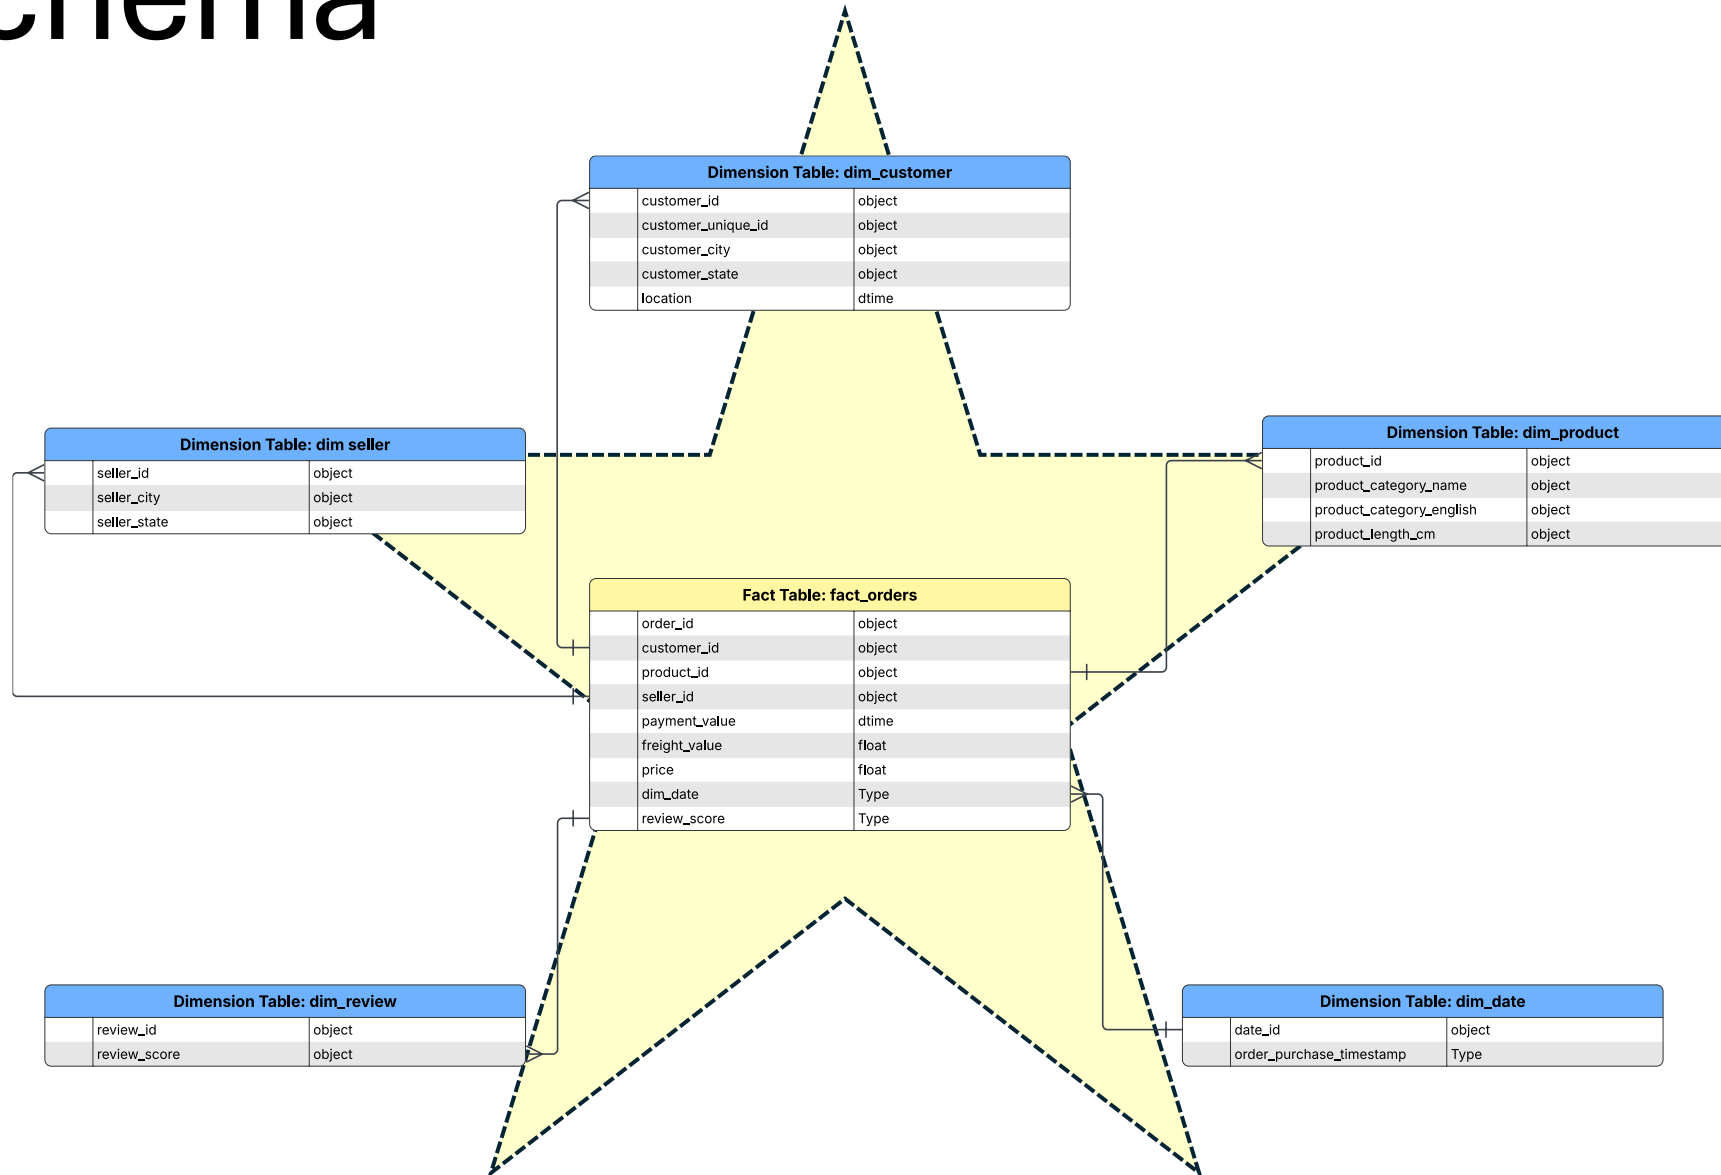 chema
Dimension Table: dim_customer
customer_id object
customer_unique_id object
customer_city object
customer_state object
location dtime
Dimension Table: dim seller
seller_id object
seller_city object
seller_state object
Dimension Table: dim_product
product_id object
product_category_name object
product_category_english object
product_length_cm object
Fact Table: fact_orders
order_id object
customer_id object
product_id object
seller_id object
payment_value dtime
freight_value float
price float
dim_date Type
review_score Type
Dimension Table: dim_review
review_id object
review_score object
Dimension Table: dim_date
date_id object
order_purchase_timestamp Type